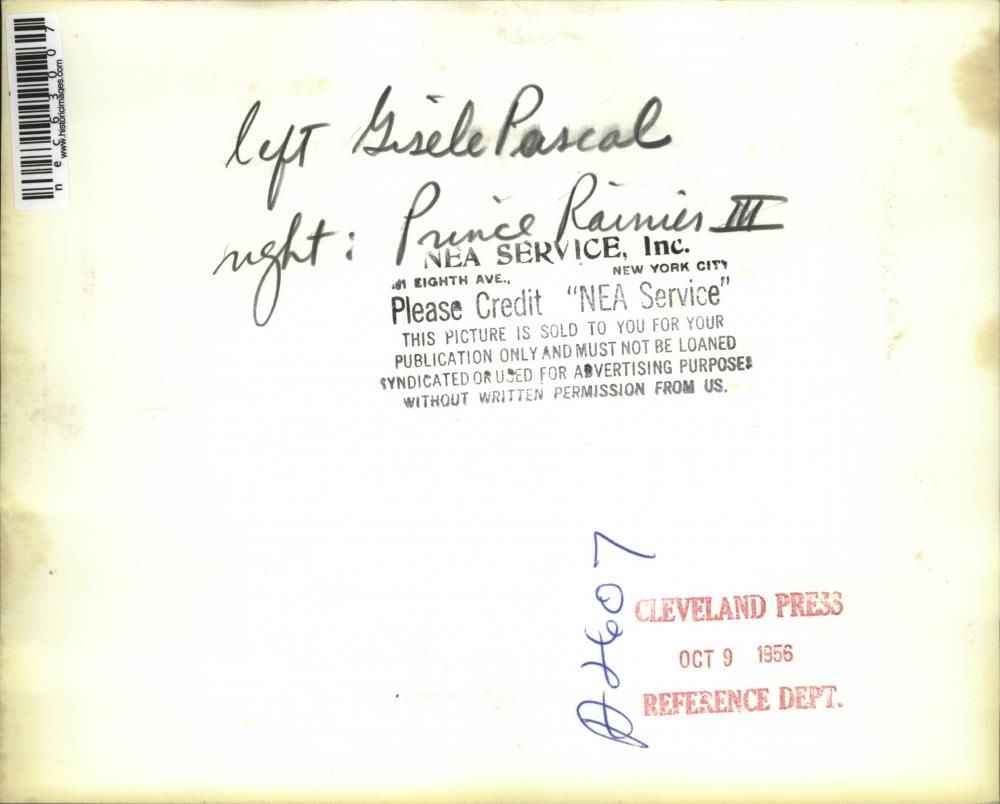 nec63007
www.historicimages.com
left Gisele Pascal
right: Prince Rainier III
NEA SERVICE, Inc.
EIGHTH AVE., NEW YORK CITY
Please Credit "NEA Service"
THIS PICTURE IS SOLD TO YOU FOR YOUR
PUBLICATION ONLY AND MUST NOT BE LOANED
SYNDICATED OR USED FOR ADVERTISING PURPOSES
WITHOUT WRITTEN PERMISSION FROM US.
CLEVELAND PRESS
OCT 9 1956
REFERENCE DEPT.